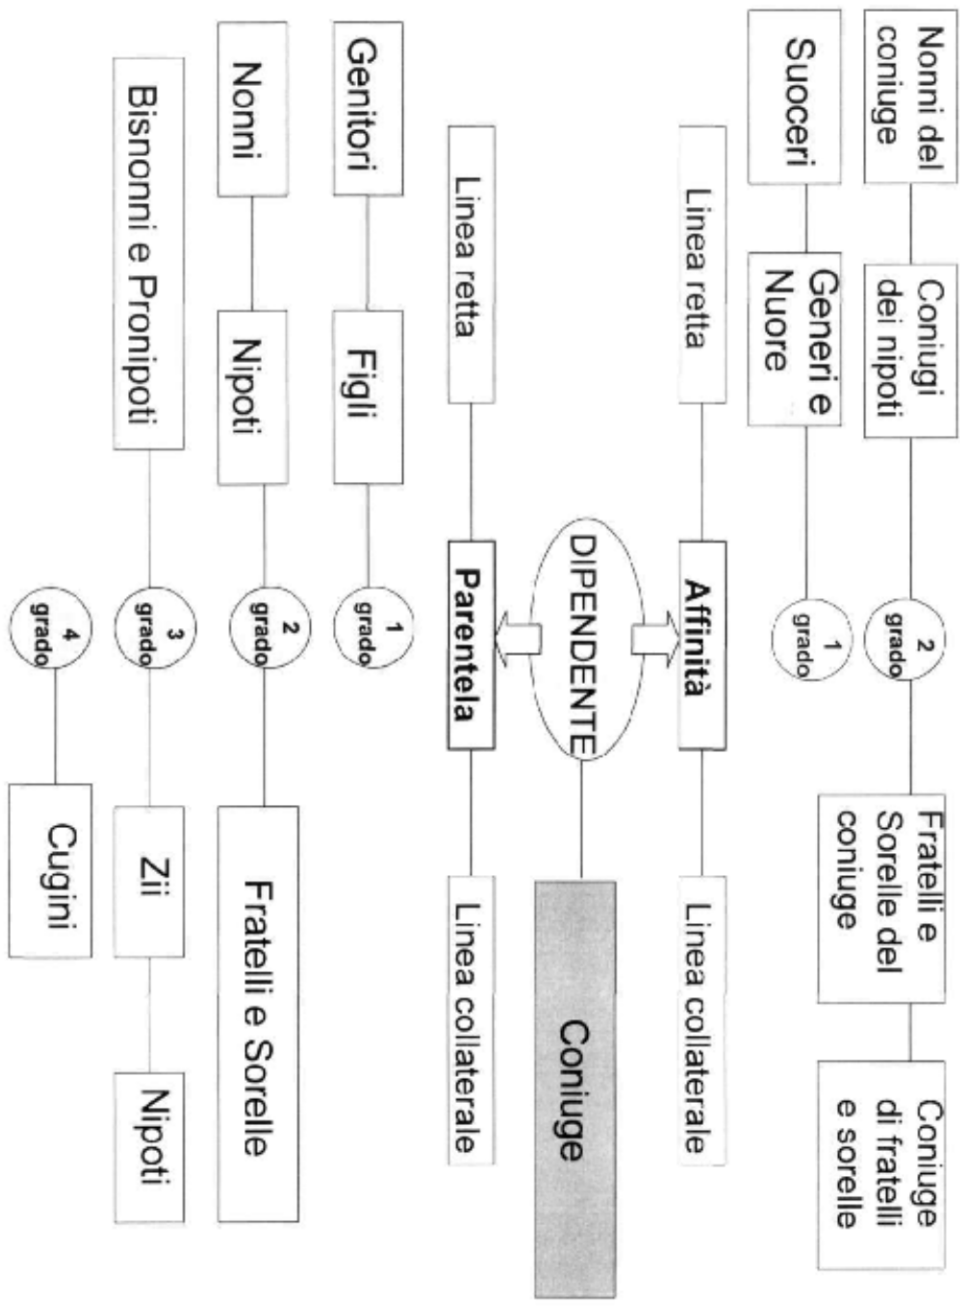 Nonni del
coniuge
Coniugi
dei nipoti
2
grado
Fratelli e
Sorelle del
coniuge
Coniuge
di fratelli
e sorelle
Suoceri
Generi e
Nuore
1
grado
Linea retta
Affinità
Linea collaterale
DIPENDENTE
Coniuge
Linea retta
Parentela
Linea collaterale
Genitori
Figli
1
grado
Nonni
Nipoti
2
grado
Fratelli e Sorelle
Bisnonni e Pronipoti
3
grado
Zii
Nipoti
4
grado
Cugini